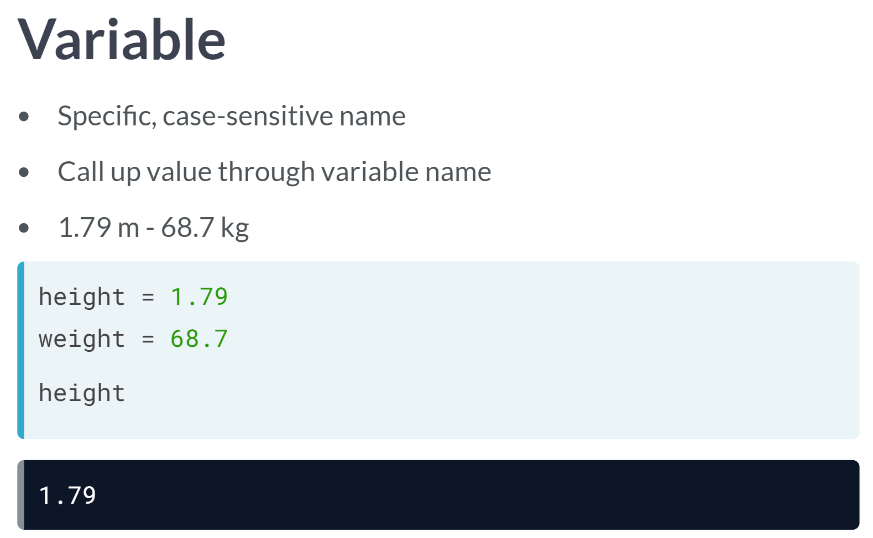 Variable
• Specific, case-sensitive name
• Call up value through variable name
• 1.79 m - 68.7 kg
height = 1.79
weight = 68.7
height
1.79